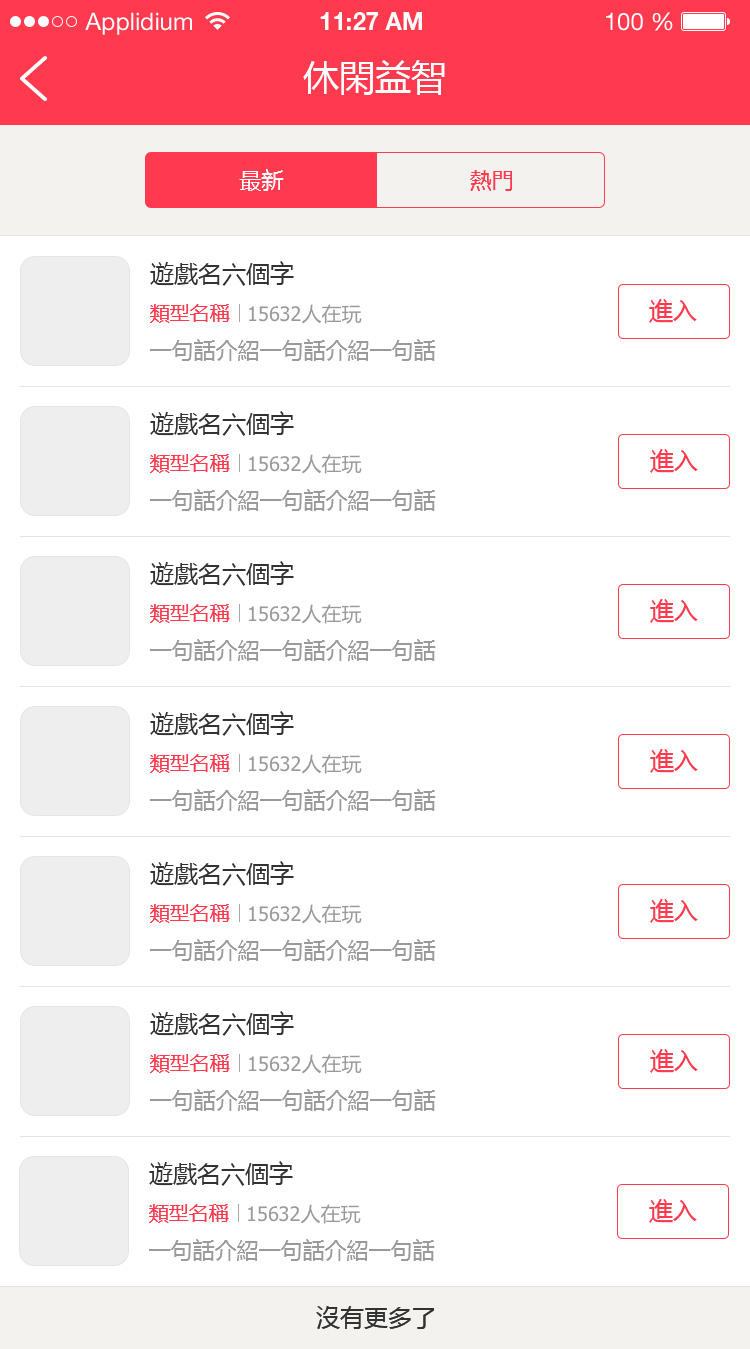 Applidium 11:27 AM 100 %
休閑益智
最新 熱門
遊戲名六個字
類型名稱 | 15632人在玩
進入
一句話介紹一句話介紹一句話
遊戲名六個字
類型名稱 | 15632人在玩
進入
一句話介紹一句話介紹一句話
遊戲名六個字
類型名稱 | 15632人在玩
進入
一句話介紹一句話介紹一句話
遊戲名六個字
類型名稱 | 15632人在玩
進入
一句話介紹一句話介紹一句話
遊戲名六個字
類型名稱 | 15632人在玩
進入
一句話介紹一句話介紹一句話
遊戲名六個字
類型名稱 | 15632人在玩
進入
一句話介紹一句話介紹一句話
遊戲名六個字
類型名稱 | 15632人在玩
進入
一句話介紹一句話介紹一句話
沒有更多了